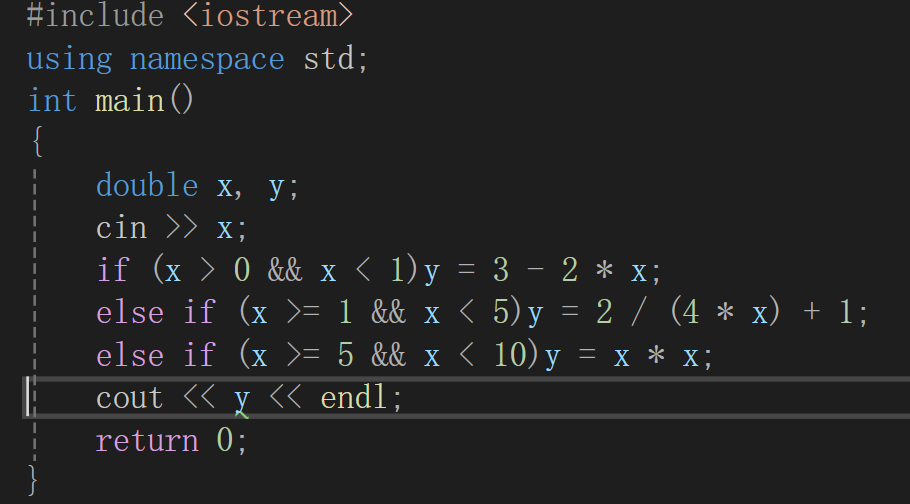 #include <iostream>
using namespace std;
int main()
{
    double x, y;
    cin >> x;
    if (x > 0 && x < 1)y = 3 - 2 * x;
    else if (x >= 1 && x < 5)y = 2 / (4 * x) + 1;
    else if (x >= 5 && x < 10)y = x * x;
    cout << y << endl;
    return 0;
}